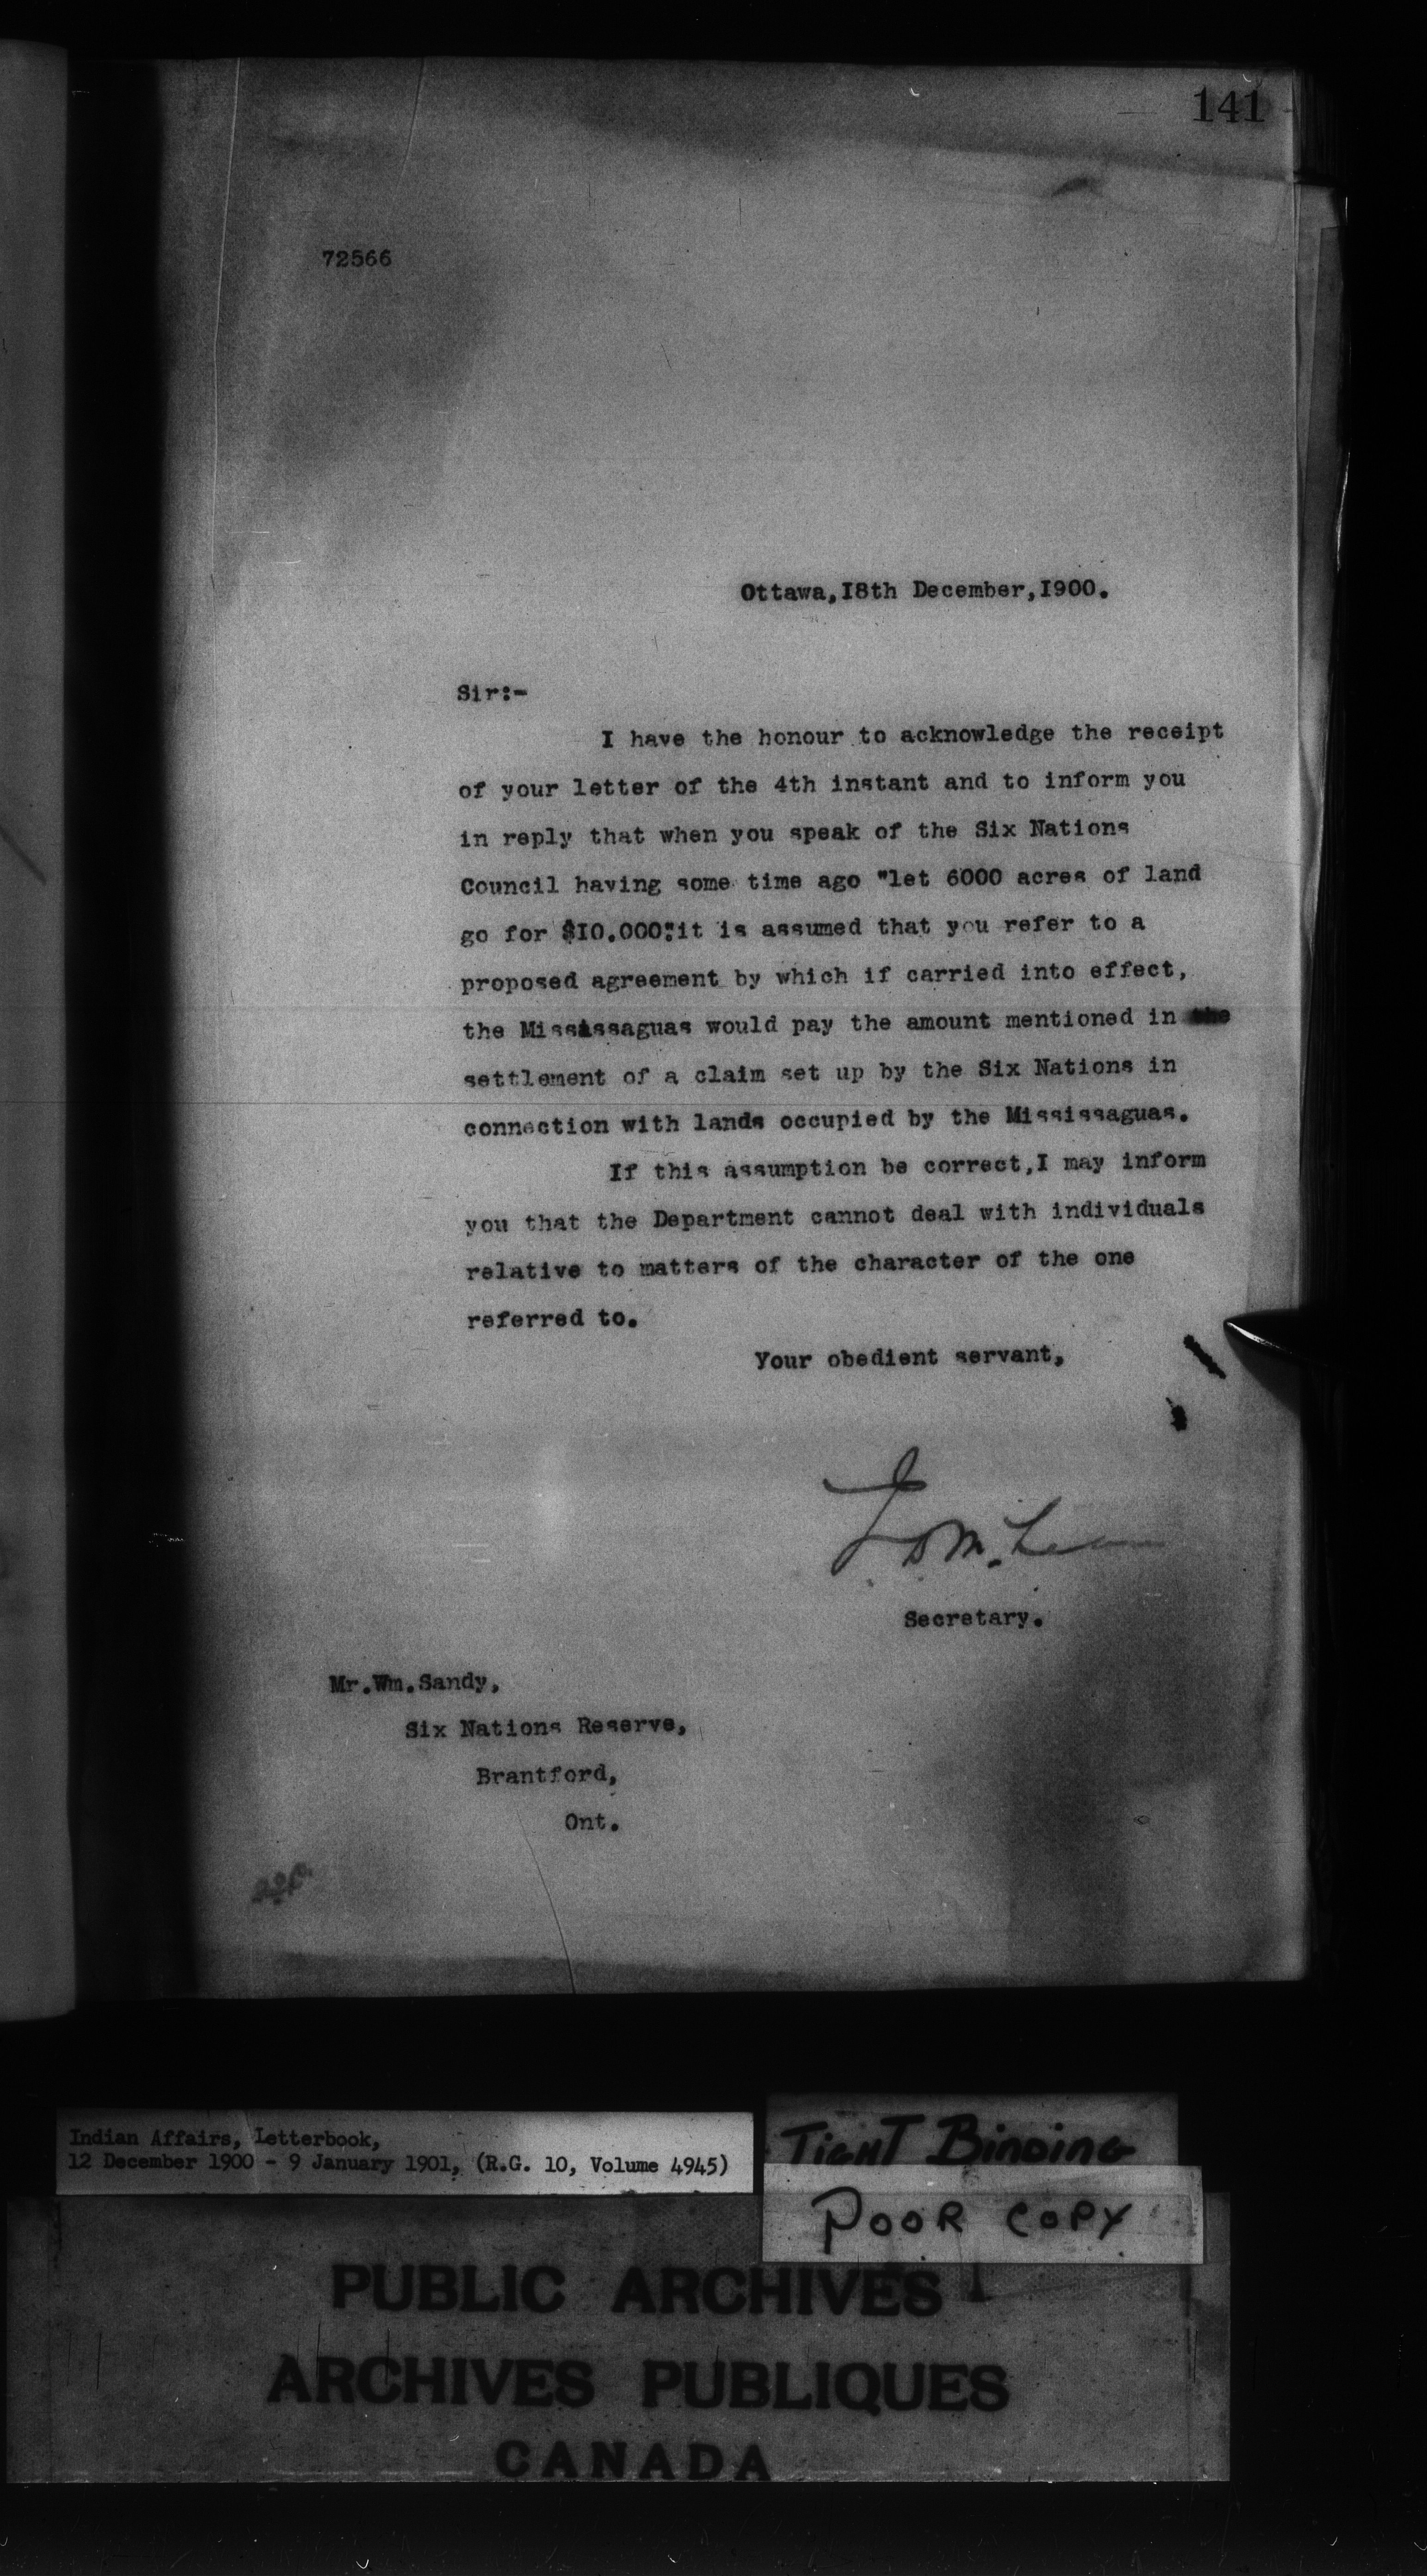 141
72566
Ottawa,18th December,1900.
Sir:-
I have the honour to acknowledge the receipt
of your letter of the 4th instant and to inform you
in reply that when you speak of the Six Nations
Council having some time ago "let 6000 acres of land
go for $10.000"it is assumed that you refer to a
proposed agreement by which if carried into effect,
the Mississaguas would pay the amount mentioned in
settlement of a claim set up by the Six Nations in
connection with lands occupied by the Mississaguas.
If this assumption be correct,I may inform
you that the Department cannot deal with individuals
relative to matters of the character of the one
referred to.
Your obedient servant,
Secretary.
Mr.Wm.Sandy,
Six Nations Reserve,
Brantford,
Ont.
Indian Affairs, Letterbook,
12 December 1900 - 9 January 1901, (R.G. 10, Volume 4945)
TIGHT BINDING
POOR COPY
PUBLIC ARCHIVES
ARCHIVES PUBLIQUES
CANADA